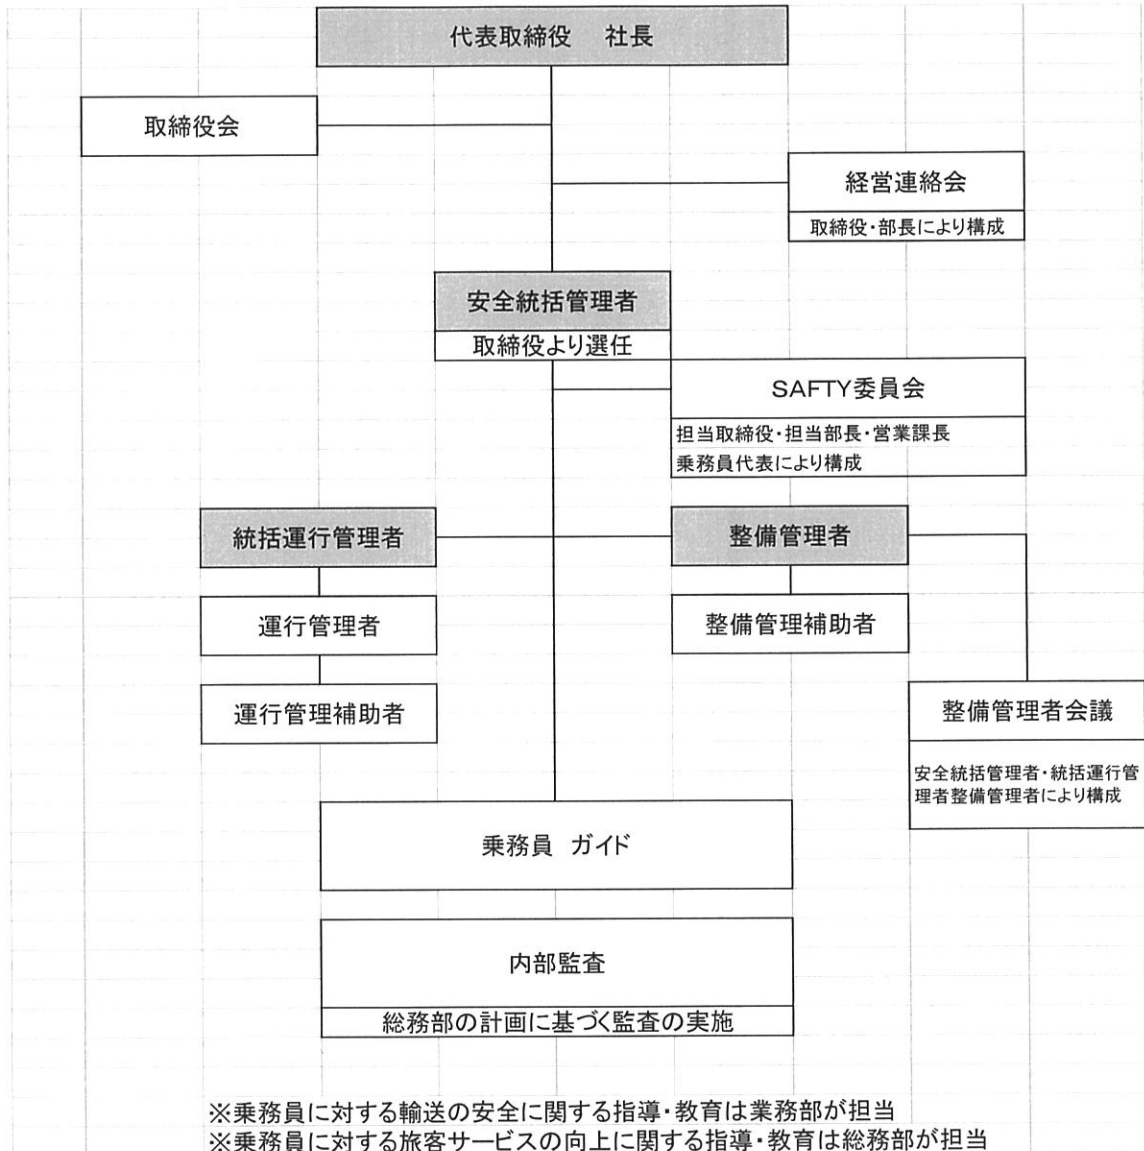 代表取締役 社長
取締役会
経営連絡会
取締役・部長により構成
安全統括管理者
取締役より選任
SAFTY委員会
担当取締役・担当部長・営業課長
乗務員代表により構成
統括運行管理者
整備管理者
運行管理者
整備管理補助者
運行管理補助者
整備管理者会議
安全統括管理者・統括運行管
理者整備管理者により構成
乗務員 ガイド
内部監査
総務部の計画に基づく監査の実施
※乗務員に対する輸送の安全に関する指導・教育は業務部が担当
※乗務員に対する旅客サービスの向上に関する指導・教育は総務部が担当